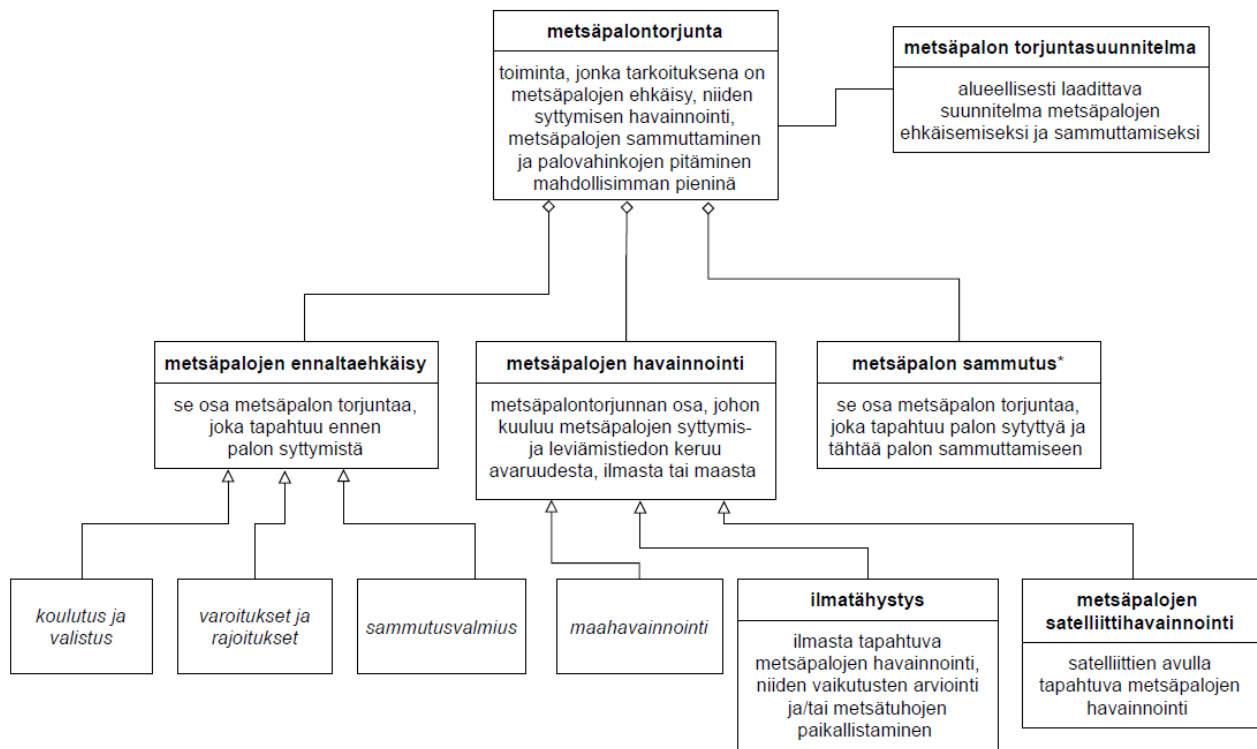 metsäpalontorjunta
toiminta, jonka tarkoituksena on
metsäpalojen ehkäisy, niiden
syttymisen havainnointi,
metsäpalojen sammuttaminen
ja palovahinkojen pitäminen
mahdollisimman pieninä
metsäpalon torjuntasuunnitelma
alueellisesti laadittava
suunnitelma metsäpalojen
ehkäisemiseksi ja sammuttamiseksi
metsäpalojen ennaltaehkäisy
se osa metsäpalon torjuntaa,
joka tapahtuu ennen
palon syttymistä
metsäpalojen havainnointi
metsäpalontorjunnan osa, johon
kuuluu metsäpalojen syttymis-
ja leviämistiedon keruu
avaruudesta, ilmasta tai maasta
metsäpalon sammutus*
se osa metsäpalon torjuntaa,
joka tapahtuu palon sytyttyä ja
tähtää palon sammuttamiseen
koulutus ja
valistus
varoitukset ja
rajoitukset
sammutusvalmius
maahavainnointi
ilmatähystys
ilmasta tapahtuva
metsäpalojen havainnointi,
niiden vaikutusten arviointi
ja/tai metsätuhojen
paikallistaminen
metsäpalojen
satelliittihavainnointi
satelliittien avulla
tapahtuva metsäpalojen
havainnointi